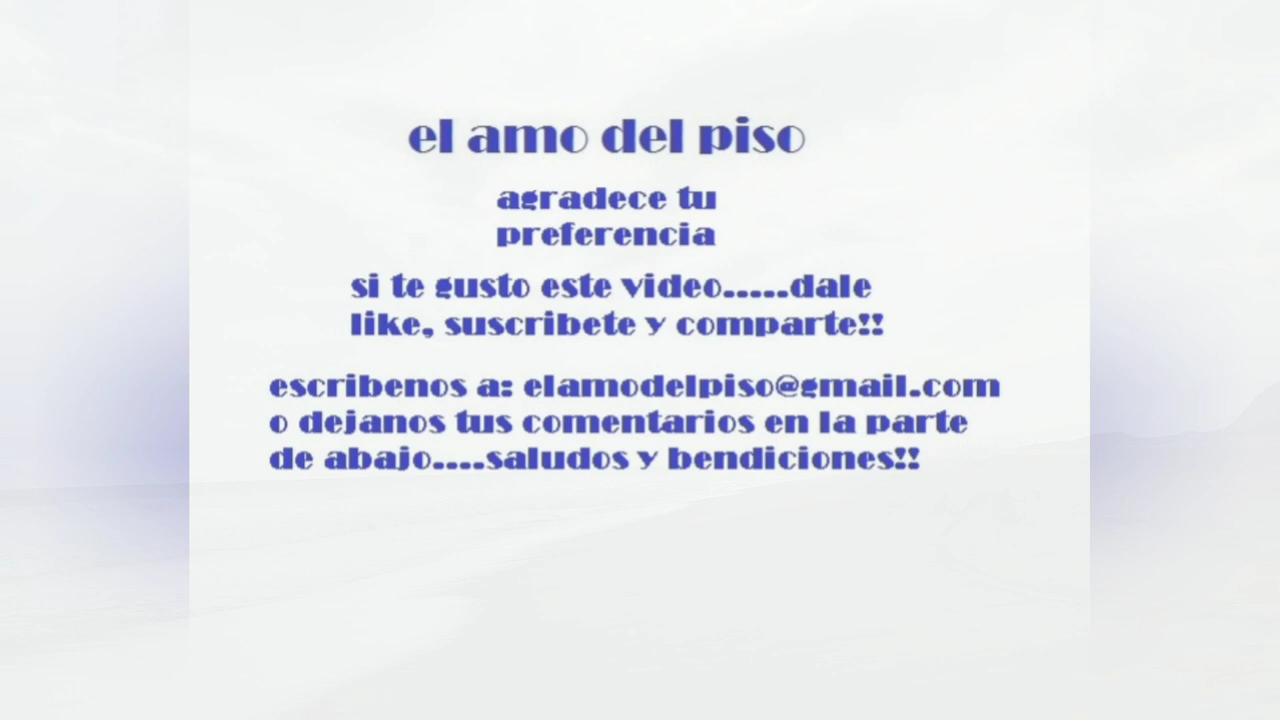 el amo del piso
agradece tu
preferencia
si te gusto este video.....dale
like, suscribete y comparte!!
escribenos a: elamodelpiso@gmail.com
o dejanos tus comentarios en la parte
de abajo....saludos y bendiciones!!